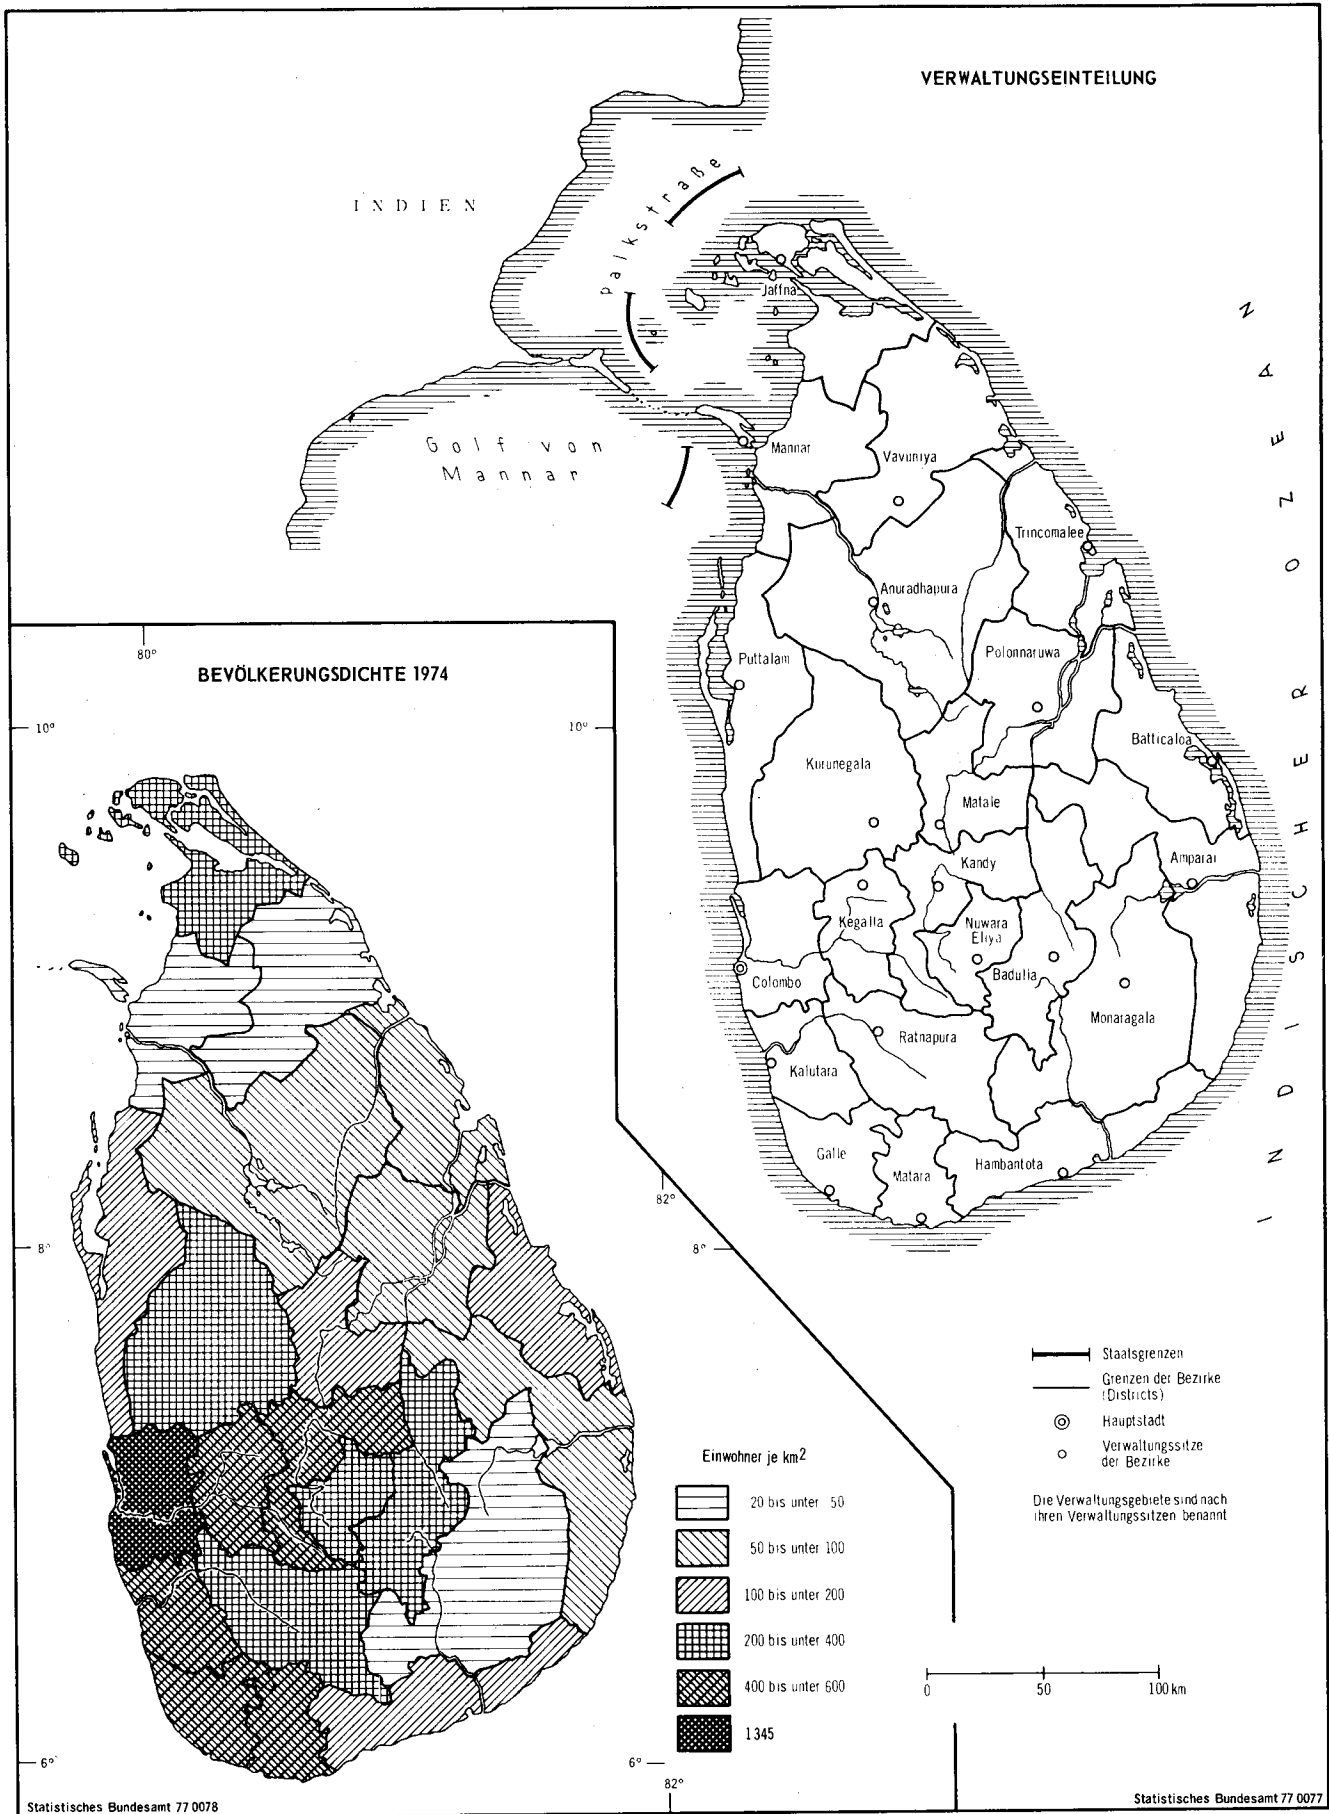 VERWALTUNGSEINTEILUNG
INDIEN
Palkstraße
Jaffna
Golf von
Mannar
Mannar
Vavuniya
Trincomalee
Anuradhapura
Puttalam
Polonnaruwa
Batticaloa
Kurunegala
Matale
Kandy
Amparai
Kegalla
Nuwara
Eliya
Badulla
Colombo
Monaragala
Ratnapura
Kalutara
Galle
Matara
Hambantota
INDISCHER OZEAN
80°
BEVÖLKERUNGSDICHTE 1974
10°
10°
82°
8°
8°
Staatsgrenzen
Grenzen der Bezirke
(Districts)
Hauptstadt
Verwaltungssitze
der Bezirke
Die Verwaltungsgebiete sind nach
ihren Verwaltungssitzen benannt
Einwohner je km²
20 bis unter 50
50 bis unter 100
100 bis unter 200
200 bis unter 400
400 bis unter 600
1345
0 50 100 km
6°
6°
82°
Statistisches Bundesamt 77 0078
Statistisches Bundesamt 77 0077